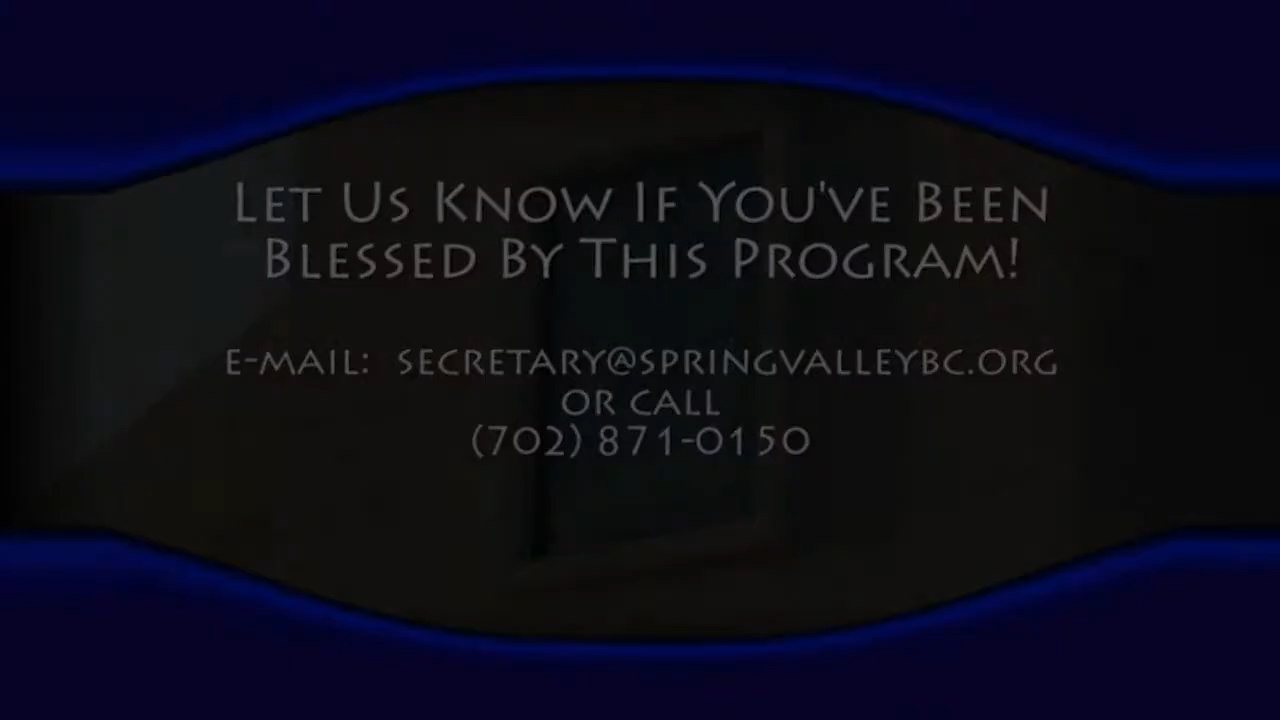 Let Us Know If You've Been
Blessed By This Program!
E-MAIL: SECRETARY@SPRINGVALLEYBC.ORG
OR CALL
(702) 871-0150